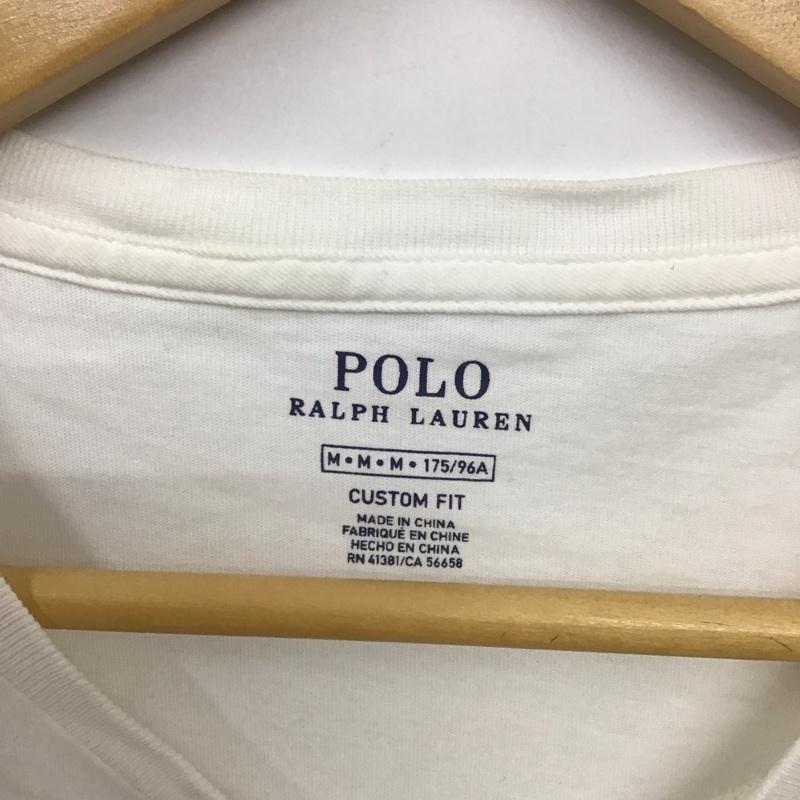 POLO
RALPH LAUREN
M • M • M • 175/96A
CUSTOM FIT
MADE IN CHINA
FABRIQUÉ EN CHINE
HECHO EN CHINA
RN 41381/CA 56658